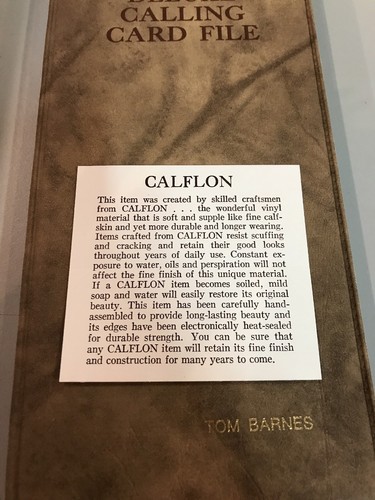 DELUXE
CALLING
CARD FILE
CALFLON
This item was created by skilled craftsmen
from CALFLON . . . the wonderful vinyl
material that is soft and supple like fine calf-
skin and yet more durable and longer wearing.
Items crafted from CALFLON resist scuffing
and cracking and retain their good looks
throughout years of daily use. Constant ex-
posure to water, oils and perspiration will not
affect the fine finish of this unique material.
If a CALFLON item becomes soiled, mild
soap and water will easily restore its original
beauty. This item has been carefully hand-
assembled to provide long-lasting beauty and
its edges have been electronically heat-sealed
for durable strength. You can be sure that
any CALFLON item will retain its fine finish
and construction for many years to come.
TOM BARNES